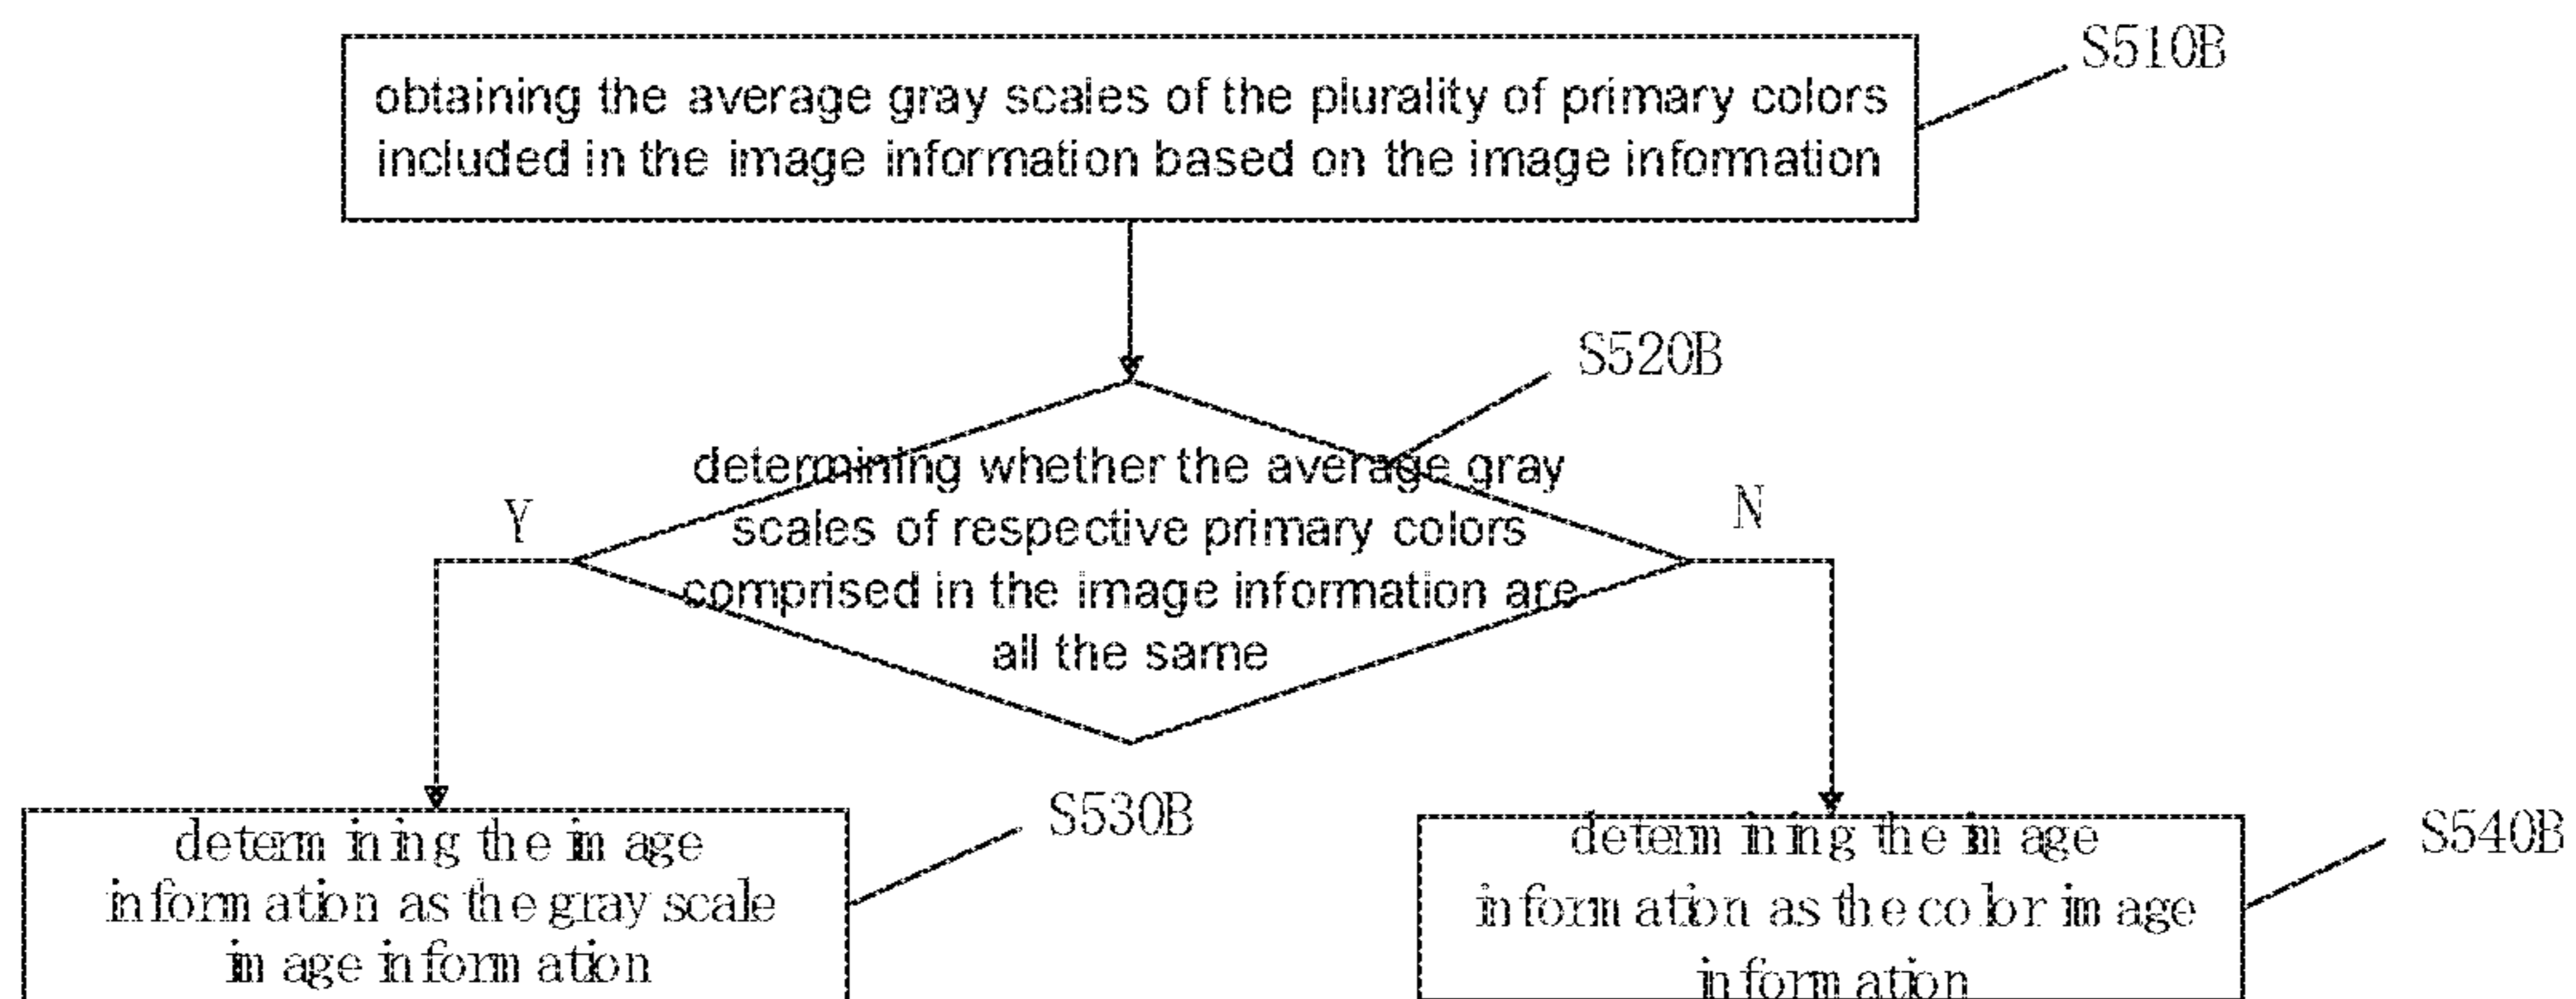 S510B
obtaining the average gray scales of the plurality of primary colors
included in the image information based on the image information
S520B
determining whether the average gray
scales of respective primary colors
comprised in the image information are
all the same
Y
N
S530B
determining the image
information as the gray scale
image information
S540B
determining the image
information as the color image
information